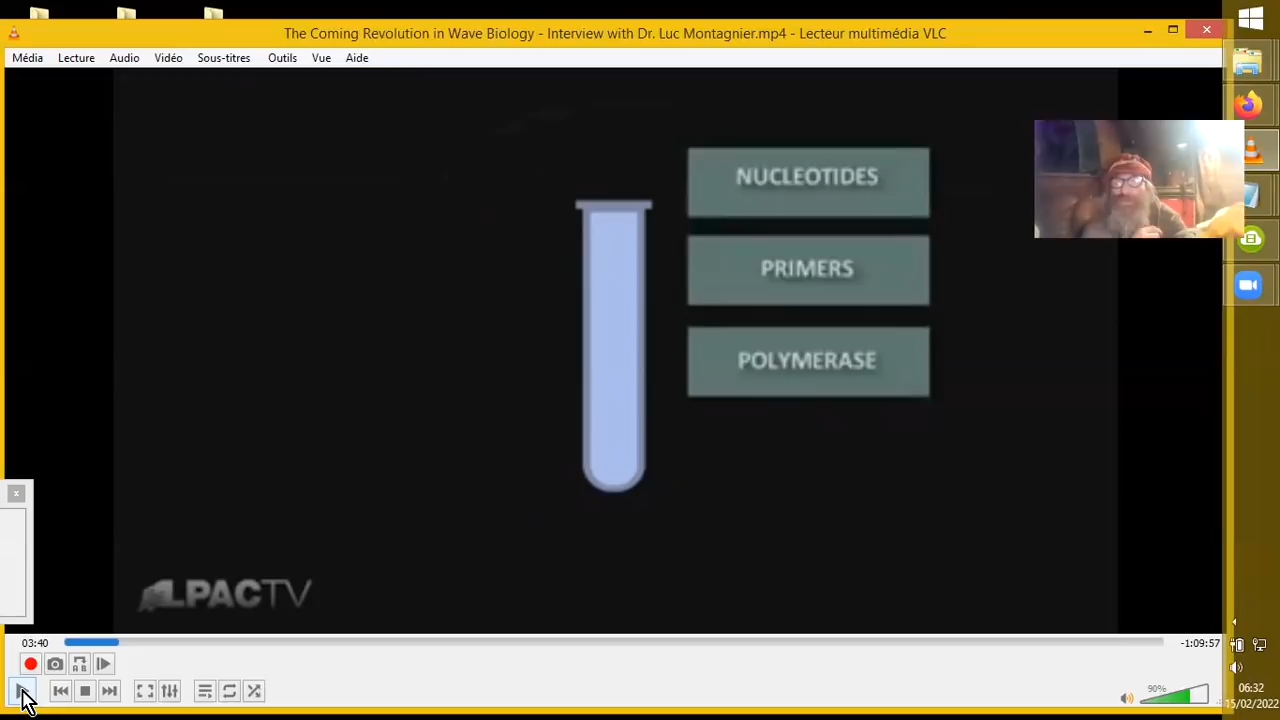 The Coming Revolution in Wave Biology - Interview with Dr. Luc Montagnier.mp4 - Lecteur multimédia VLC
Média Lecture Audio Vidéo Sous-titres Outils Vue Aide
NUCLEOTIDES
PRIMERS
POLYMERASE
LPACTV
03:40
-1:09:57
90%
06:32
15/02/2022